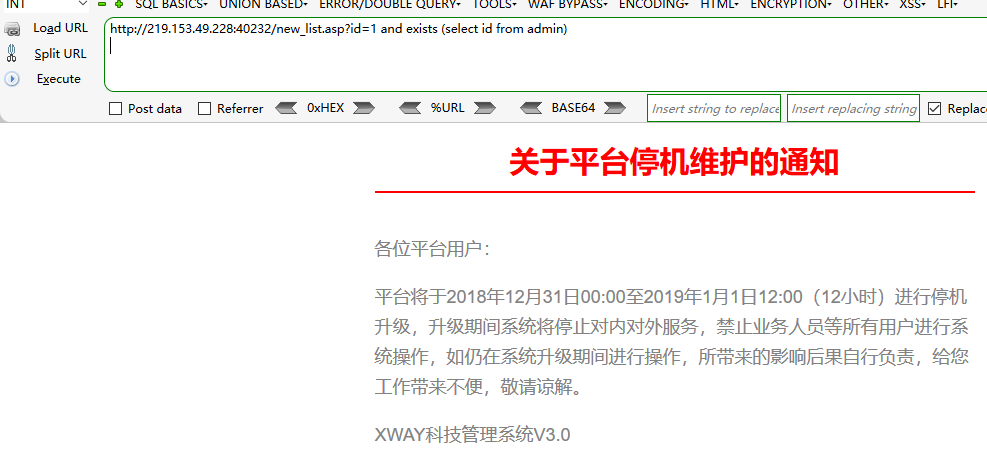 INT SQL BASICS UNION BASED ERROR/DOUBLE QUERY TOOLS WAF BYPASS ENCODING HTML ENCRYPTION OTHER XSS LFI
Load URL
http://219.153.49.228:40232/new_list.asp?id=1 and exists (select id from admin)
Split URL
Execute
Post data Referrer 0xHEX %URL BASE64 Insert string to replace Insert replacing string Replace
关于平台停机维护的通知
各位平台用户：
平台将于2018年12月31日00:00至2019年1月1日12:00（12小时）进行停机
升级，升级期间系统将停止对内对外服务，禁止业务人员等所有用户进行系
统操作，如仍在系统升级期间进行操作，所带来的影响后果自行负责，给您
工作带来不便，敬请谅解。
XWAY科技管理系统V3.0